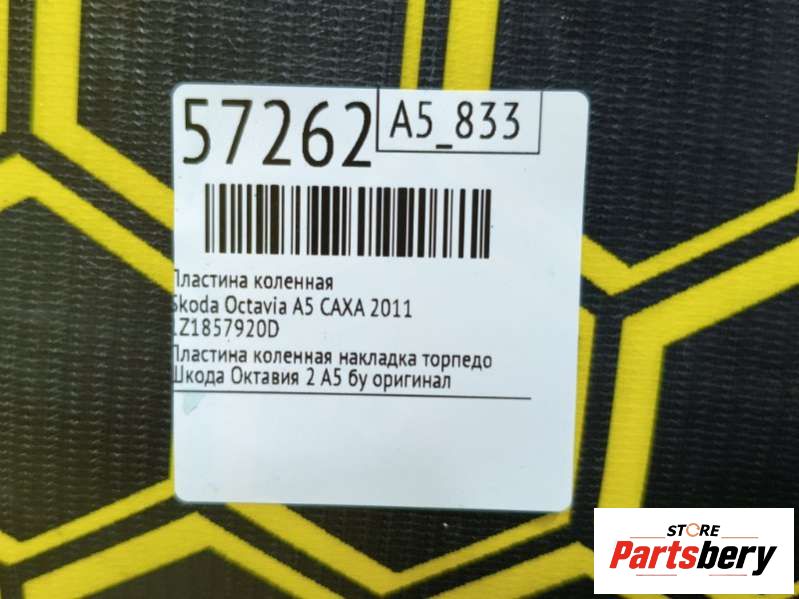 57262
A5_833
Пластина коленная
Skoda Octavia A5 CAXA 2011
1Z1857920D
Пластина коленная накладка торпедо
Шкода Октавия 2 А5 бу оригинал
STORE
Partsbery